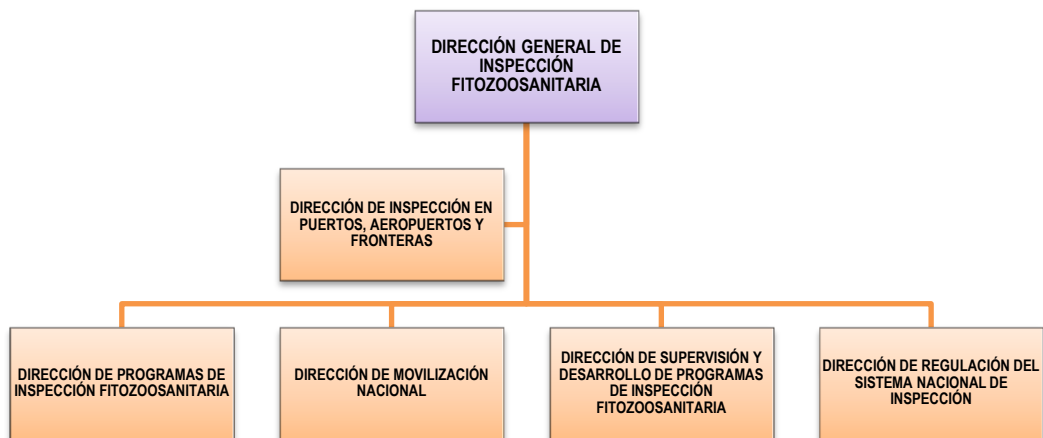 DIRECCIÓN GENERAL DE
INSPECCIÓN
FITOZOOSANITARIA
DIRECCIÓN DE INSPECCIÓN EN
PUERTOS, AEROPUERTOS Y
FRONTERAS
DIRECCIÓN DE PROGRAMAS DE
INSPECCIÓN FITOZOOSANITARIA
DIRECCIÓN DE MOVILIZACIÓN
NACIONAL
DIRECCIÓN DE SUPERVISIÓN Y
DESARROLLO DE PROGRAMAS
DE INSPECCIÓN
FITOZOOSANITARIA
DIRECCIÓN DE REGULACIÓN DEL
SISTEMA NACIONAL DE
INSPECCIÓN